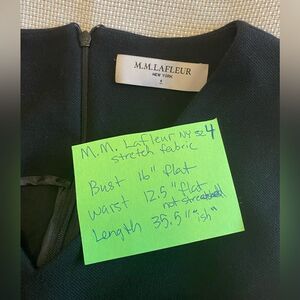 M.M.LAFLEUR
NEW YORK
4
M.M. Lafleur NY sz 4
stretch fabric
Bust 16" flat
Waist 12.5" flat
not stretched
Length 35.5" "ish"